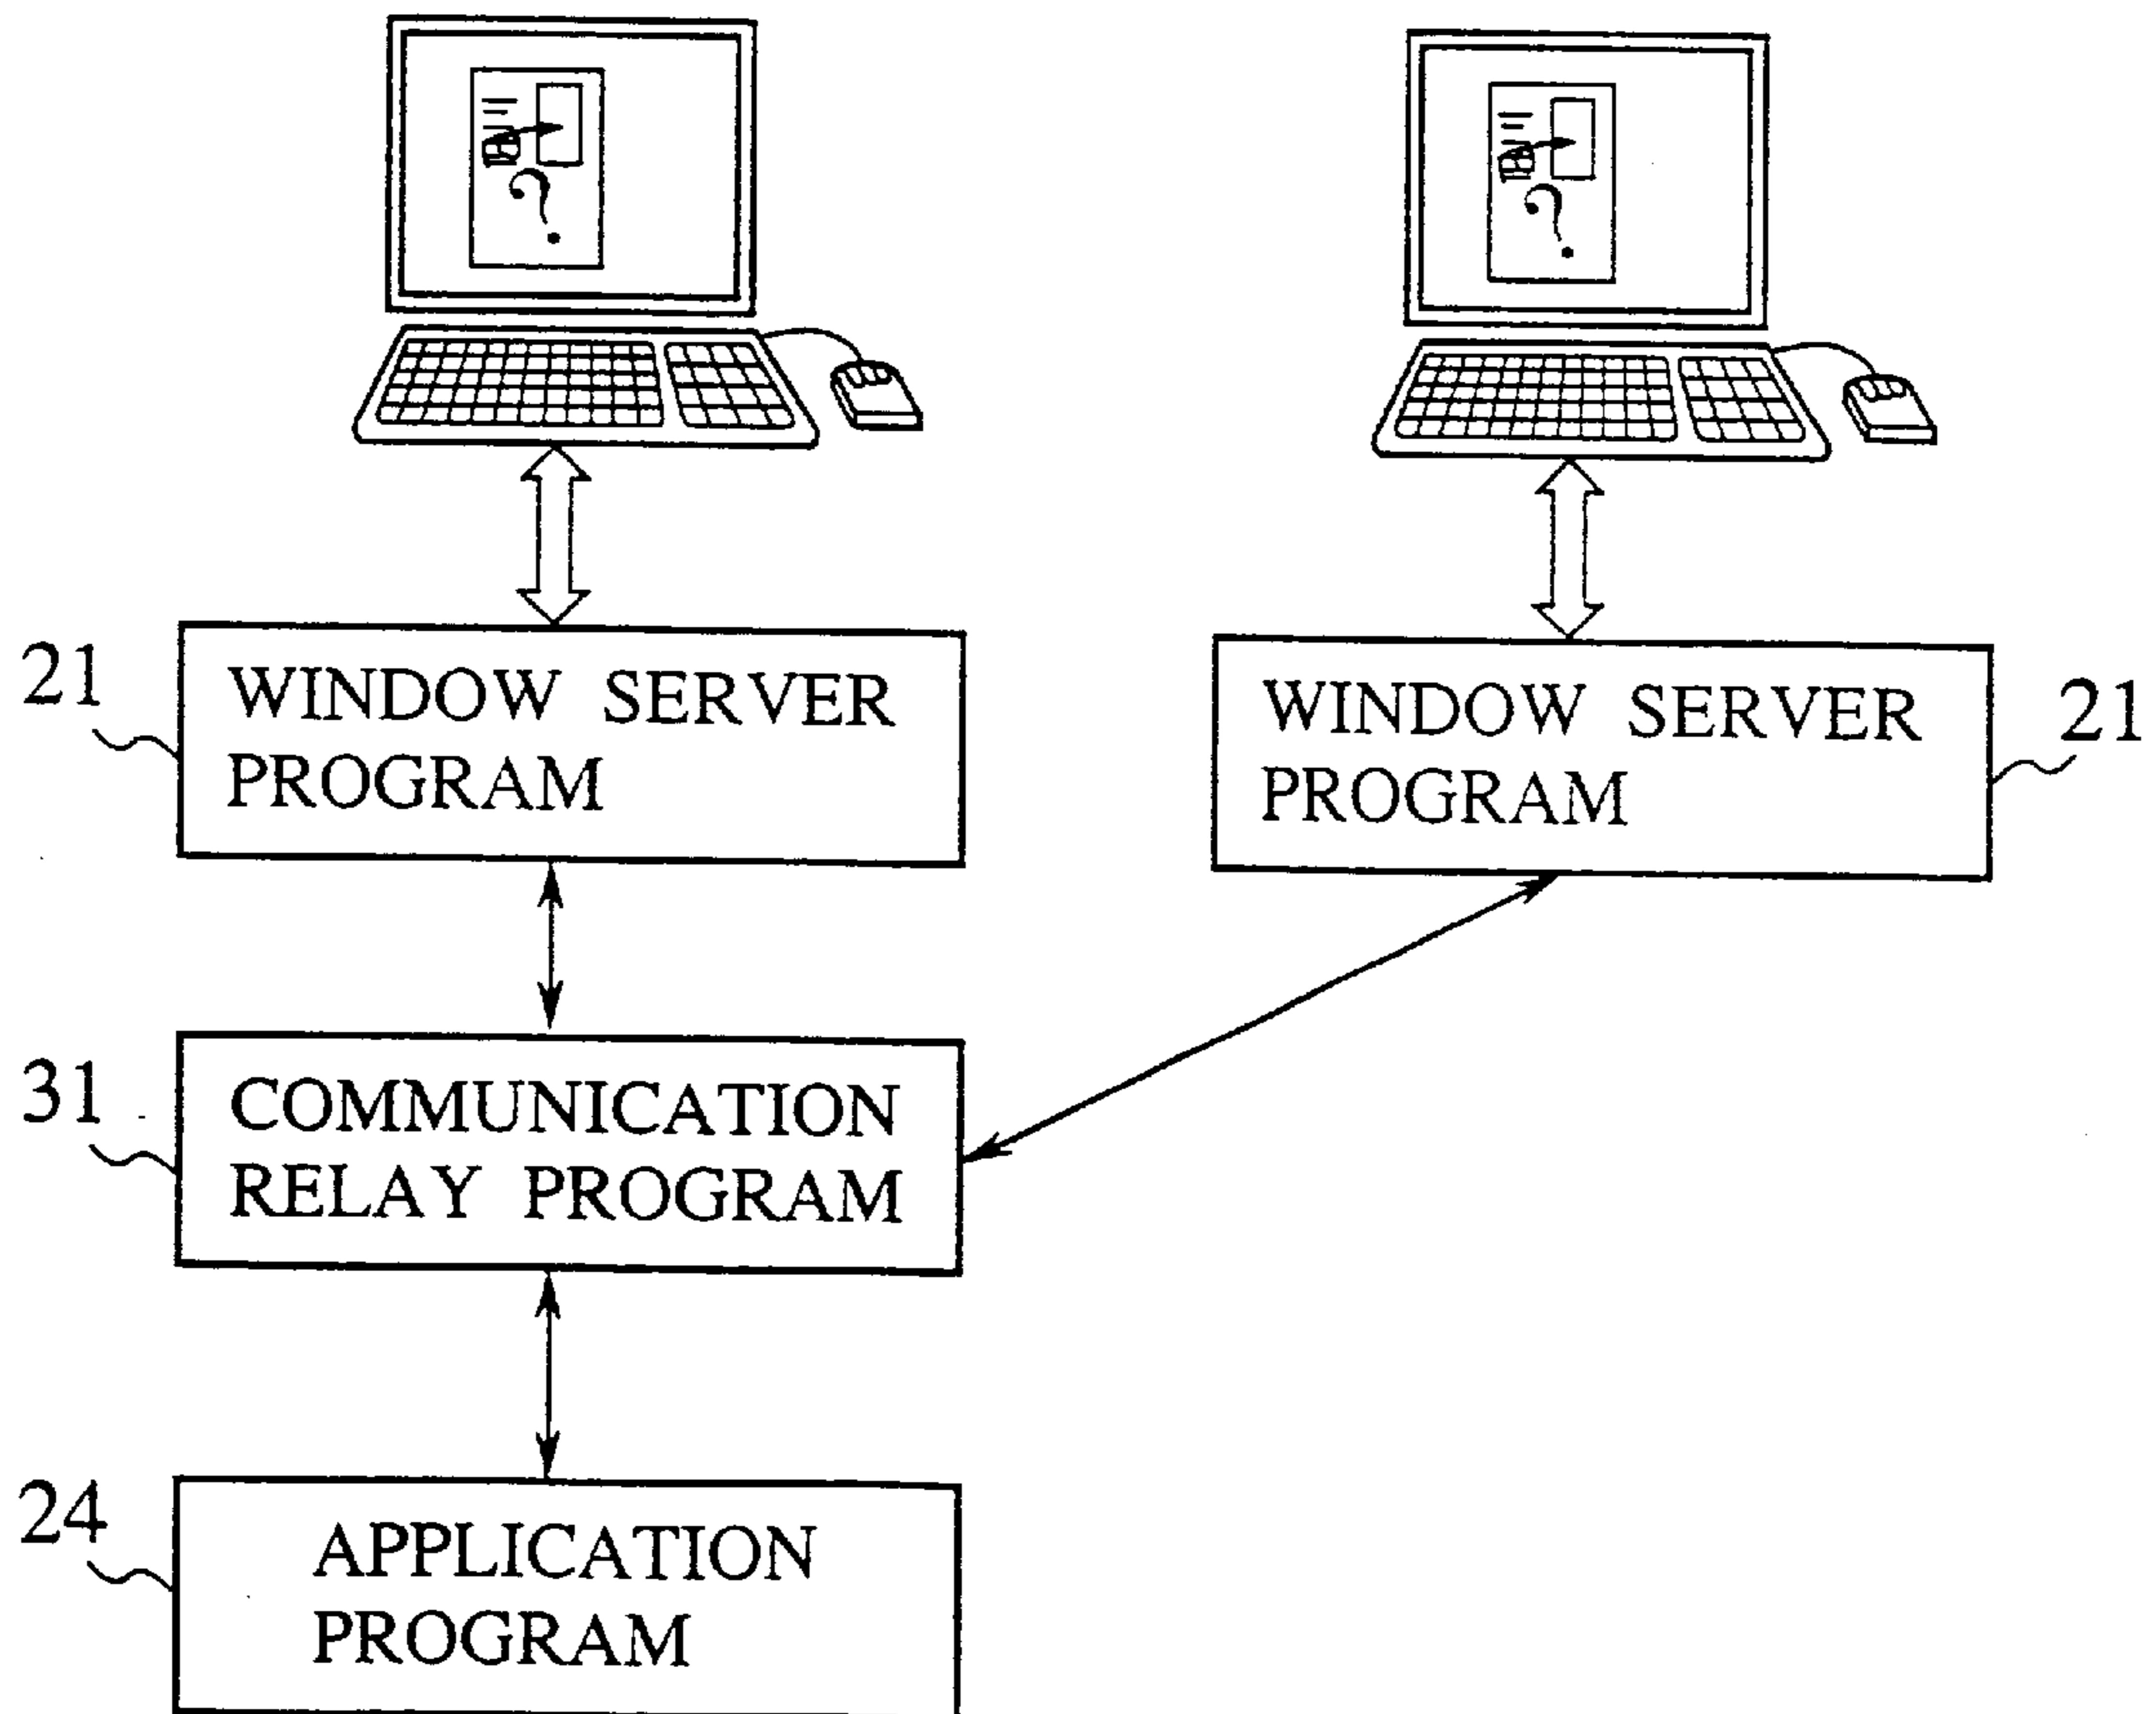 ?
?
21
WINDOW SERVER
PROGRAM
WINDOW SERVER
PROGRAM
21
31
COMMUNICATION
RELAY PROGRAM
24
APPLICATION
PROGRAM